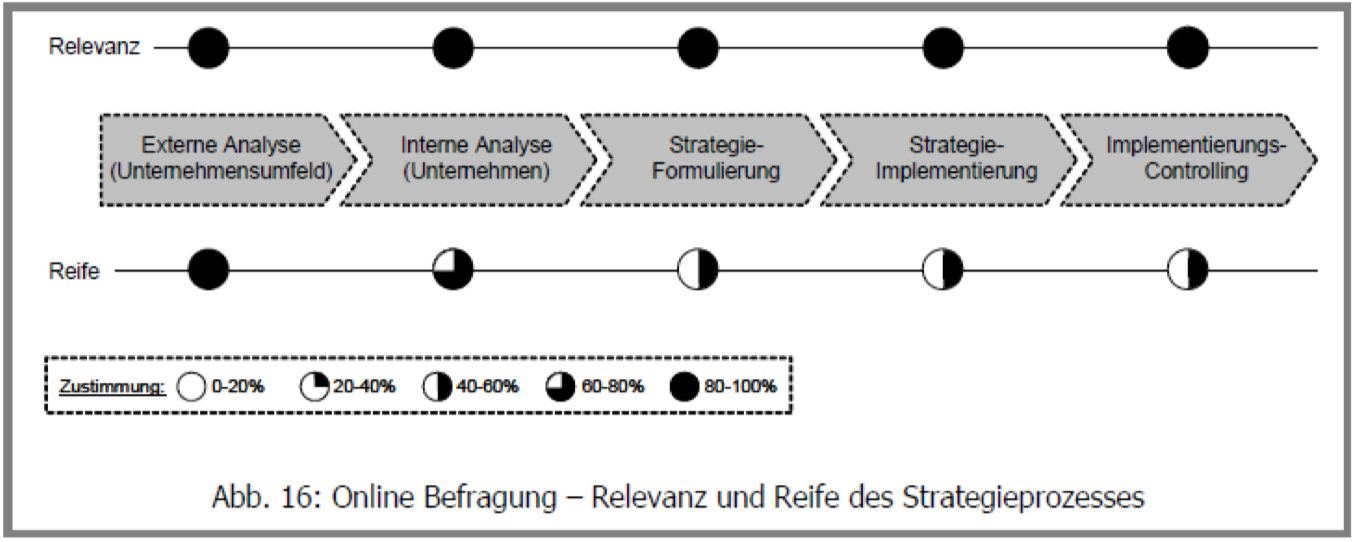 Relevanz
Externe Analyse
(Unternehmensumfeld)
Interne Analyse
(Unternehmen)
Strategie-
Formulierung
Strategie-
Implementierung
Implementierungs-
Controlling
Reife
Zustimmung: 0-20% 20-40% 40-60% 60-80% 80-100%
Abb. 16: Online Befragung – Relevanz und Reife des Strategieprozesses